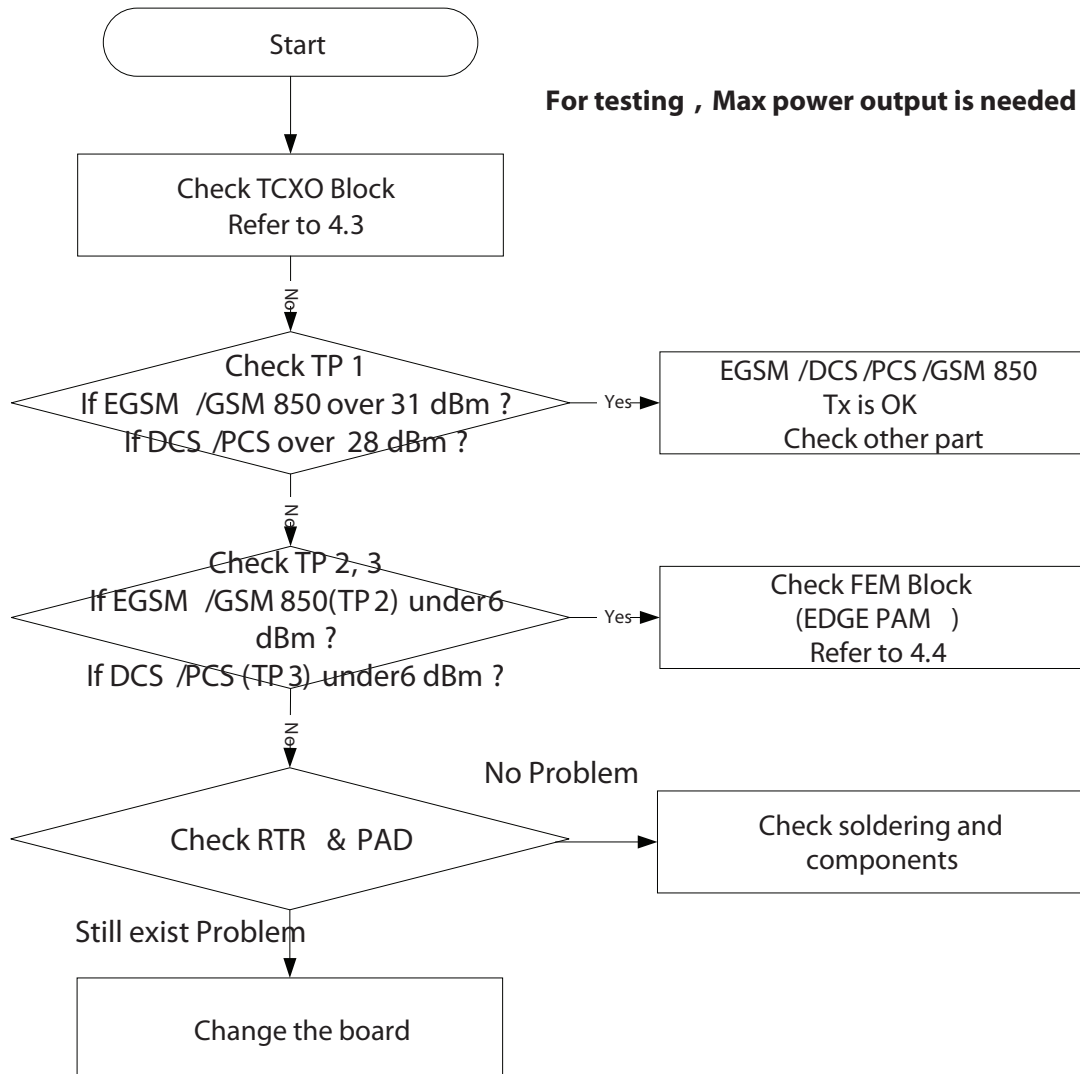 Start
For testing , Max power output is needed
Check TCXO Block
Refer to 4.3
No
Check TP 1
If EGSM /GSM 850 over 31 dBm ?
If DCS /PCS over 28 dBm ?
Yes
EGSM /DCS /PCS /GSM 850
Tx is OK
Check other part
No
Check TP 2, 3
If EGSM /GSM 850(TP 2) under6
dBm ?
If DCS /PCS (TP 3) under6 dBm ?
Yes
Check FEM Block
(EDGE PAM )
Refer to 4.4
No
No Problem
Check RTR & PAD
Check soldering and
components
Still exist Problem
Change the board